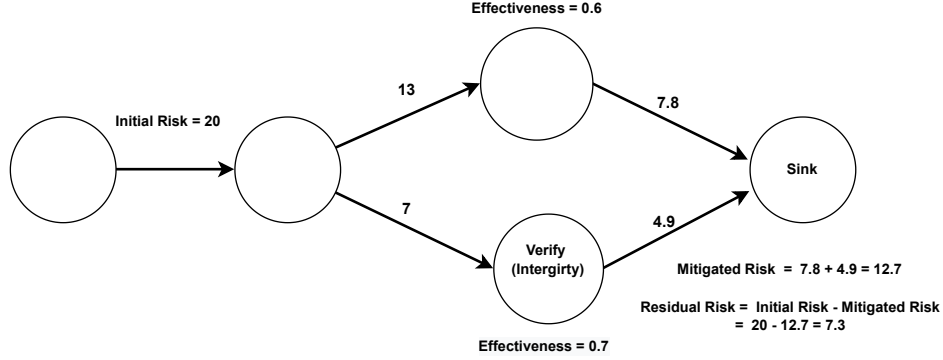 Effectiveness = 0.6
13
7.8
Initial Risk = 20
Sink
7
4.9
Verify
(Intergirty)
Mitigated Risk = 7.8 + 4.9 = 12.7
Residual Risk = Initial Risk - Mitigated Risk
= 20 - 12.7 = 7.3
Effectiveness = 0.7